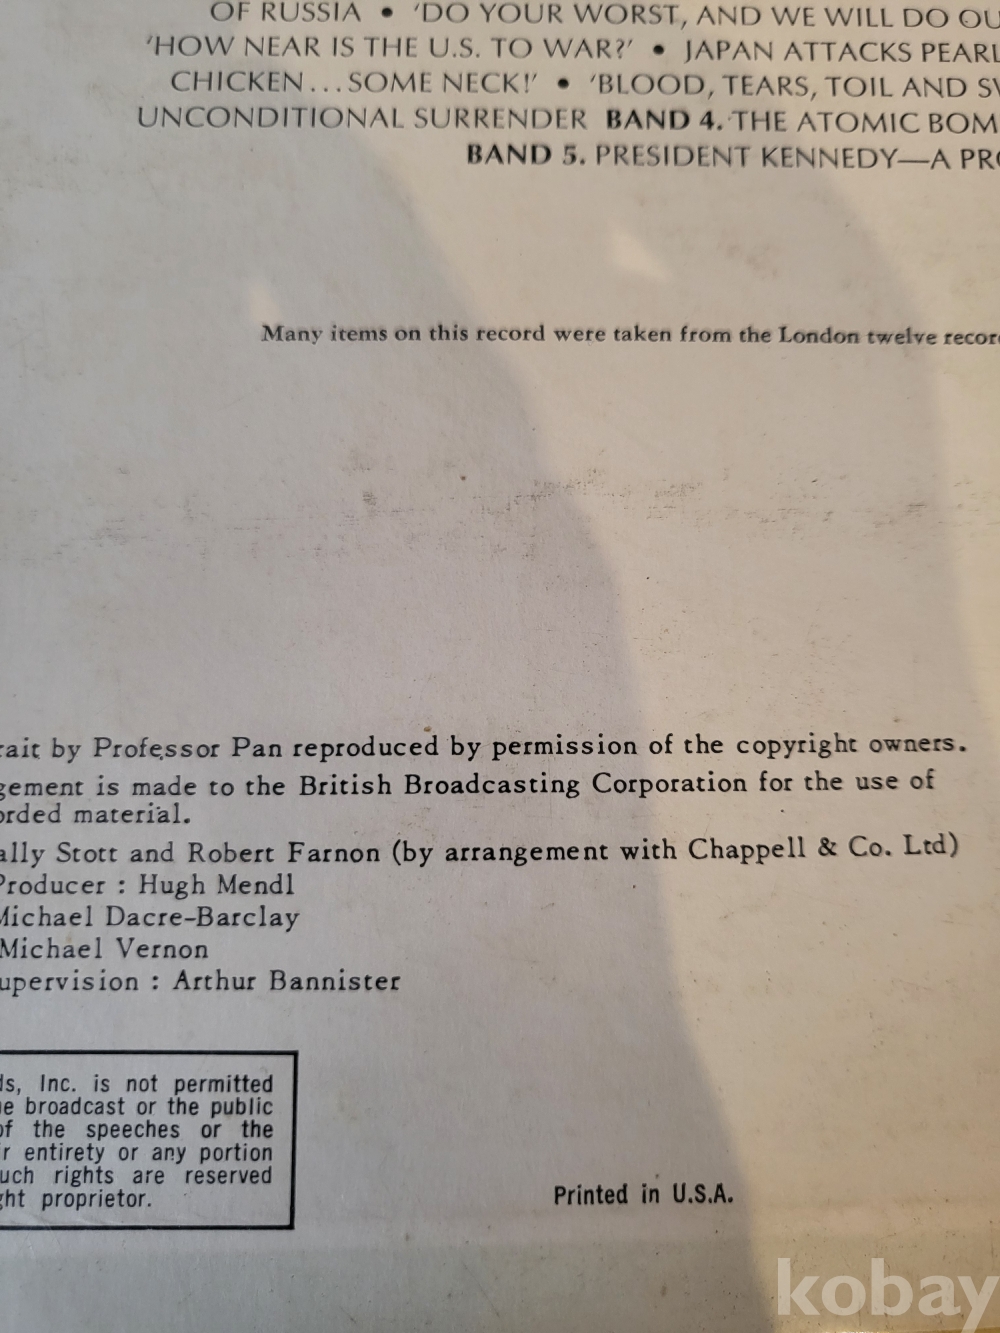 OF RUSSIA • 'DO YOUR WORST, AND WE WILL DO OU
'HOW NEAR IS THE U.S. TO WAR?' • JAPAN ATTACKS PEARL
CHICKEN...SOME NECK!' • 'BLOOD, TEARS, TOIL AND SW
UNCONDITIONAL SURRENDER BAND 4. THE ATOMIC BOM
BAND 5. PRESIDENT KENNEDY—A PRO
Many items on this record were taken from the London twelve recor
rait by Professor Pan reproduced by permission of the copyright owners.
gement is made to the British Broadcasting Corporation for the use of
orded material.
ally Stott and Robert Farnon (by arrangement with Chappell & Co. Ltd)
Producer : Hugh Mendl
Michael Dacre-Barclay
Michael Vernon
upervision : Arthur Bannister
ds, Inc. is not permitted
e broadcast or the public
of the speeches or the
r entirety or any portion
uch rights are reserved
ght proprietor.
Printed in U.S.A.
kobay